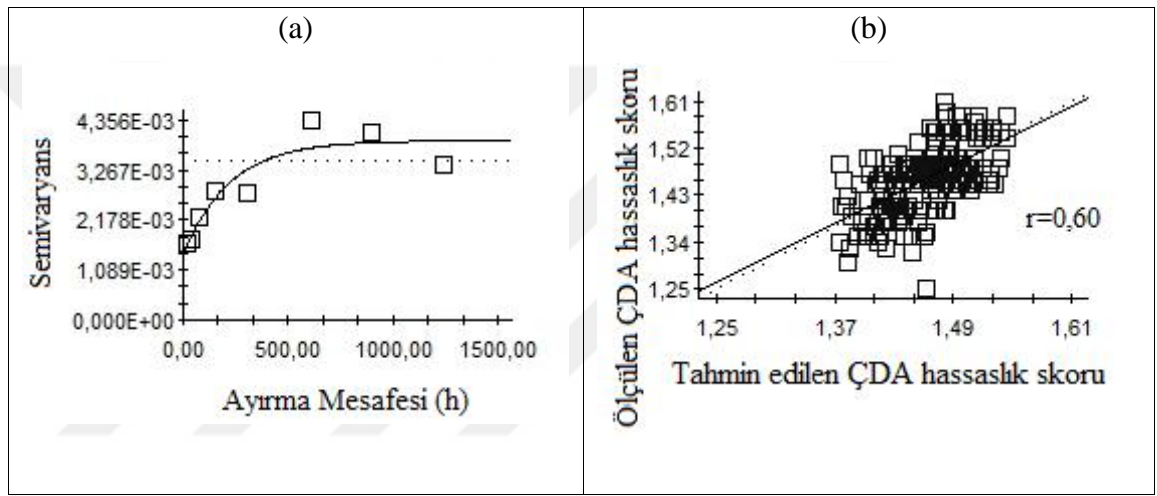 (a)
Semivaryans
4,356E-03
3,267E-03
2,178E-03
1,089E-03
0,000E+00
0,00 500,00 1000,00 1500,00
Ayırma Mesafesi (h)
(b)
Ölçülen ÇDA hassaslık skoru
1,61
1,52
1,43
1,34
1,25
r=0,60
1,25 1,37 1,49 1,61
Tahmin edilen ÇDA hassaslık skoru